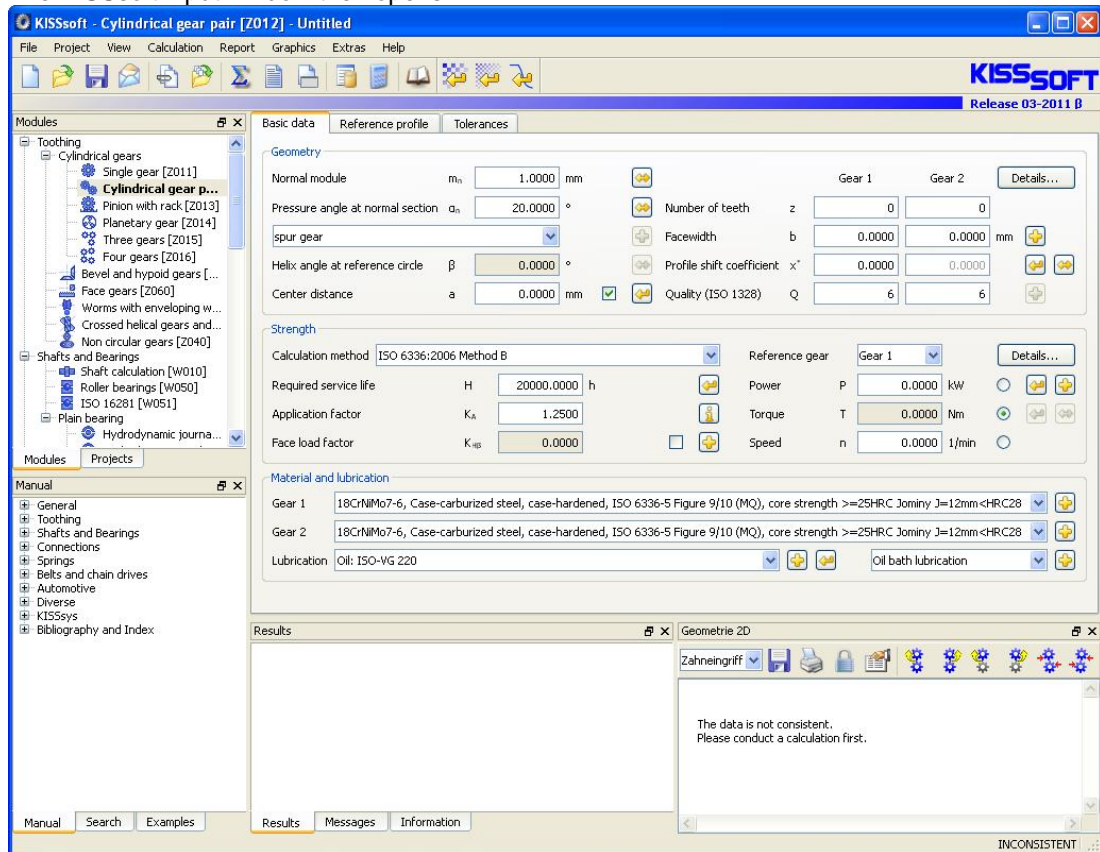 KISSsoft - Cylindrical gear pair [Z012] - Untitled
File Project View Calculation Report Graphics Extras Help
KISSSOFT
Release 03-2011 β
Modules
Toothing
Cylindrical gears
Single gear [Z011]
Cylindrical gear p...
Pinion with rack [Z013]
Planetary gear [Z014]
Three gears [Z015]
Four gears [Z016]
Bevel and hypoid gears [...
Face gears [Z060]
Worms with enveloping w...
Crossed helical gears and...
Non circular gears [Z040]
Shafts and Bearings
Shaft calculation [W010]
Roller bearings [W050]
ISO 16281 [W051]
Plain bearing
Hydrodynamic journa...
Modules Projects
Manual
General
Toothing
Shafts and Bearings
Connections
Springs
Belts and chain drives
Automotive
Diverse
KISSsys
Bibliography and Index
Manual Search Examples
Basic data Reference profile Tolerances
Geometry
Normal module mₙ 1.0000 mm Gear 1 Gear 2 Details...
Pressure angle at normal section αₙ 20.0000 ° Number of teeth z 0 0
spur gear Facewidth b 0.0000 0.0000 mm
Helix angle at reference circle β 0.0000 ° Profile shift coefficient x* 0.0000 0.0000
Center distance a 0.0000 mm Quality (ISO 1328) Q 6 6
Strength
Calculation method ISO 6336:2006 Method B Reference gear Gear 1 Details...
Required service life H 20000.0000 h Power P 0.0000 kW
Application factor KA 1.2500 Torque T 0.0000 Nm
Face load factor KHβ 0.0000 Speed n 0.0000 1/min
Material and lubrication
Gear 1 18CrNiMo7-6, Case-carburized steel, case-hardened, ISO 6336-5 Figure 9/10 (MQ), core strength >=25HRC Jominy J=12mm<HRC28
Gear 2 18CrNiMo7-6, Case-carburized steel, case-hardened, ISO 6336-5 Figure 9/10 (MQ), core strength >=25HRC Jominy J=12mm<HRC28
Lubrication Oil: ISO-VG 220 Oil bath lubrication
Results
Results Messages Information
Geometrie 2D
Zahneingriff
The data is not consistent.
Please conduct a calculation first.
INCONSISTENT